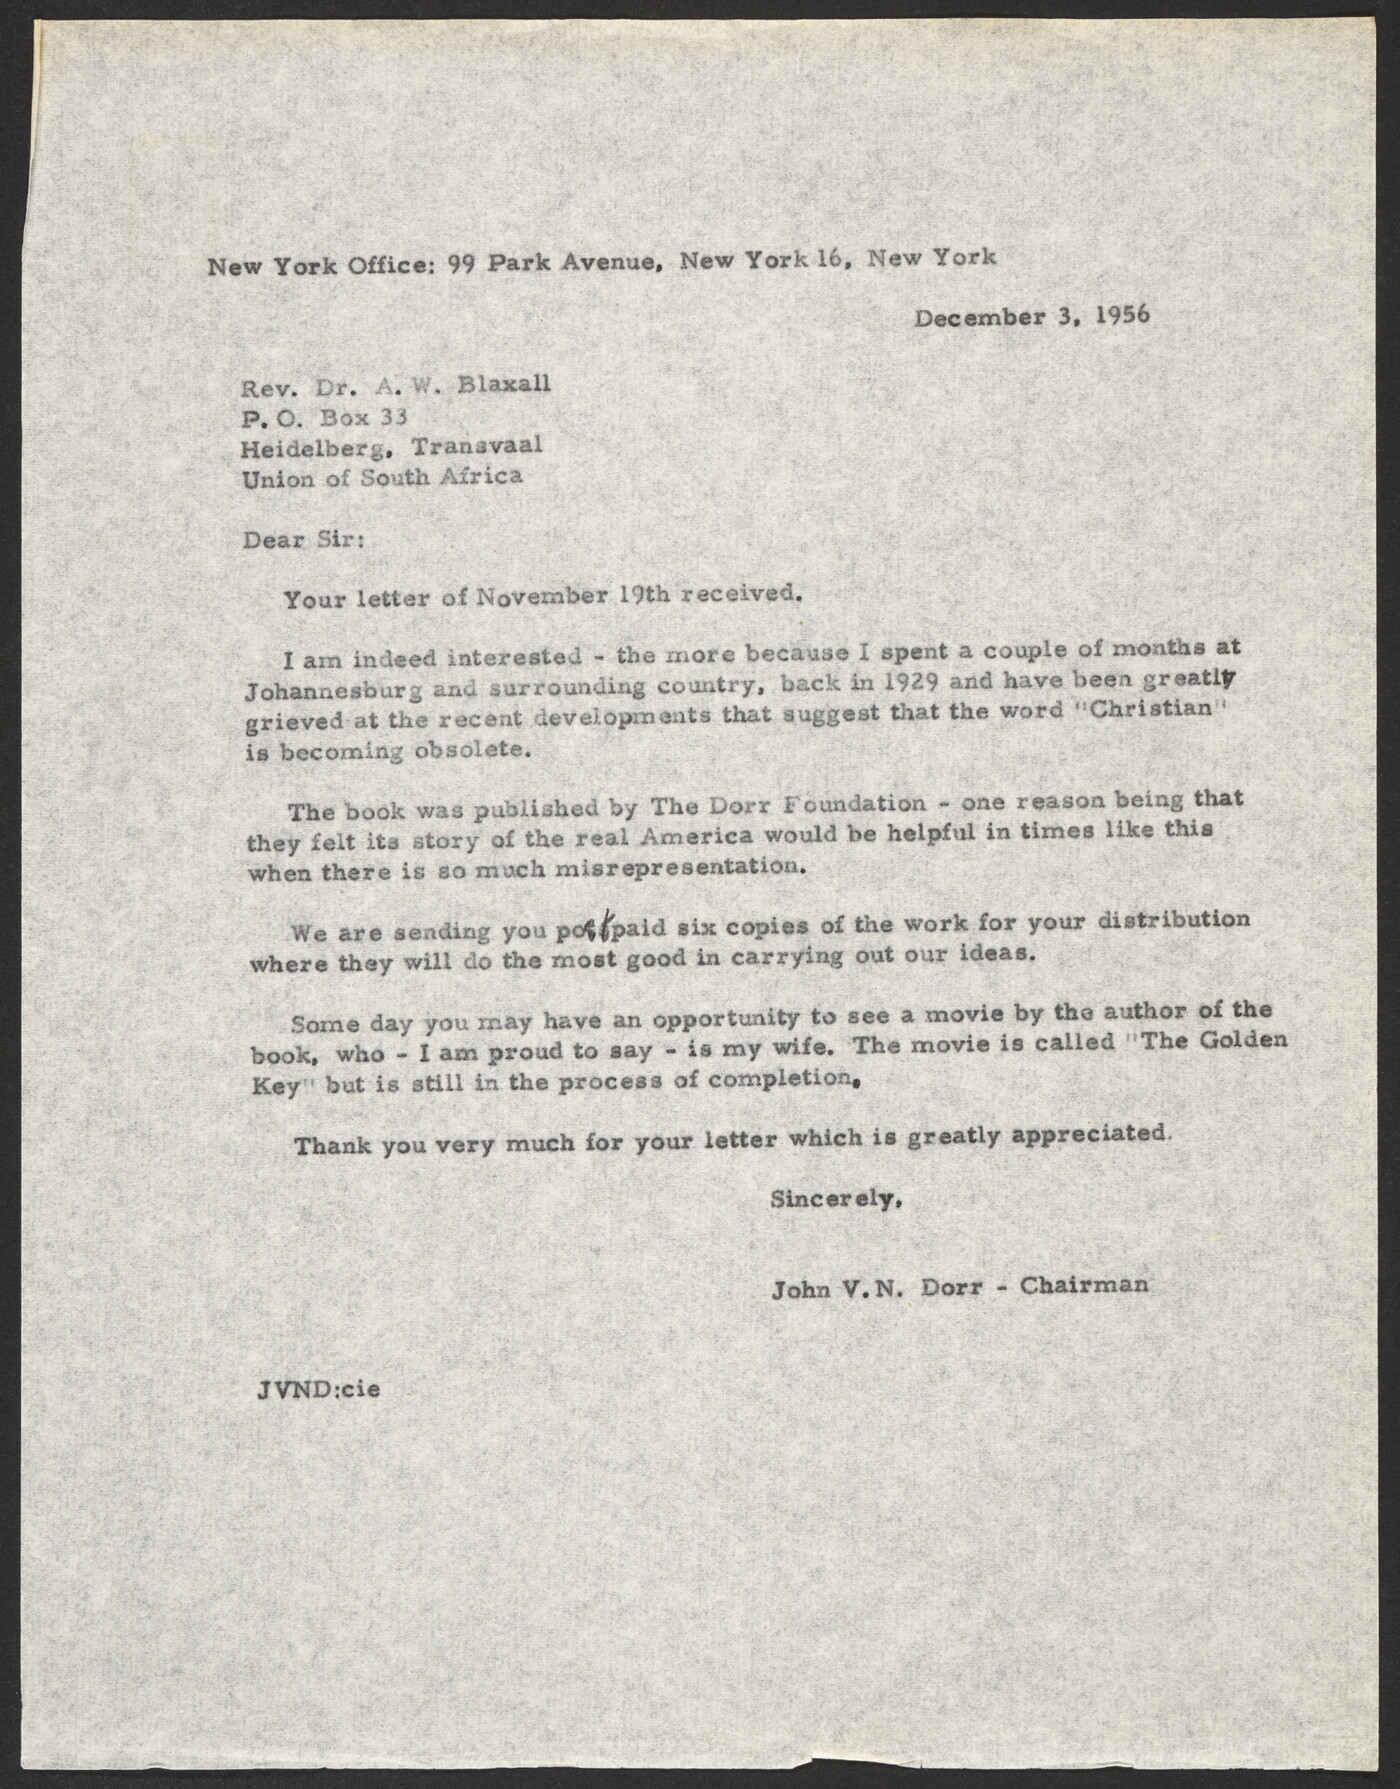 New York Office: 99 Park Avenue, New York 16, New York
December 3, 1956
Rev. Dr. A. W. Blaxall
P. O. Box 33
Heidelberg, Transvaal
Union of South Africa
Dear Sir:
Your letter of November 19th received.
I am indeed interested - the more because I spent a couple of months at
Johannesburg and surrounding country, back in 1929 and have been greatly
grieved at the recent developments that suggest that the word "Christian"
is becoming obsolete.
The book was published by The Dorr Foundation - one reason being that
they felt its story of the real America would be helpful in times like this
when there is so much misrepresentation.
We are sending you postpaid six copies of the work for your distribution
where they will do the most good in carrying out our ideas.
Some day you may have an opportunity to see a movie by the author of the
book, who - I am proud to say - is my wife. The movie is called "The Golden
Key" but is still in the process of completion.
Thank you very much for your letter which is greatly appreciated.
Sincerely,
John V. N. Dorr - Chairman
JVND:cie